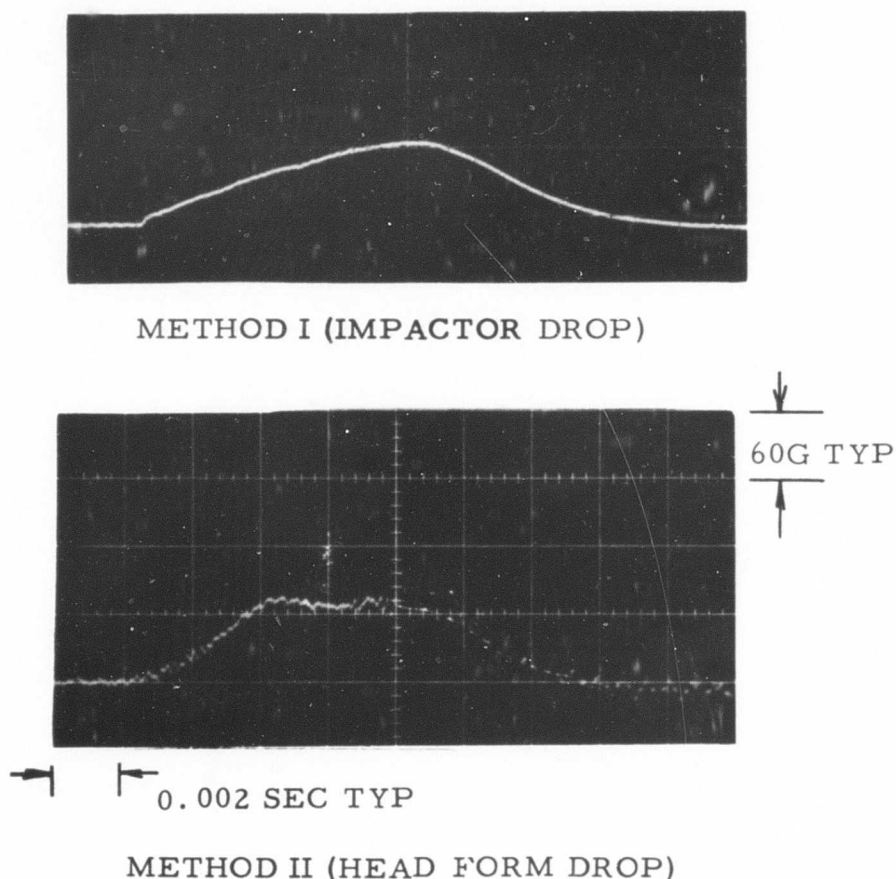 METHOD I (IMPACTOR DROP)
60G TYP
0.002 SEC TYP
METHOD II (HEAD FORM DROP)